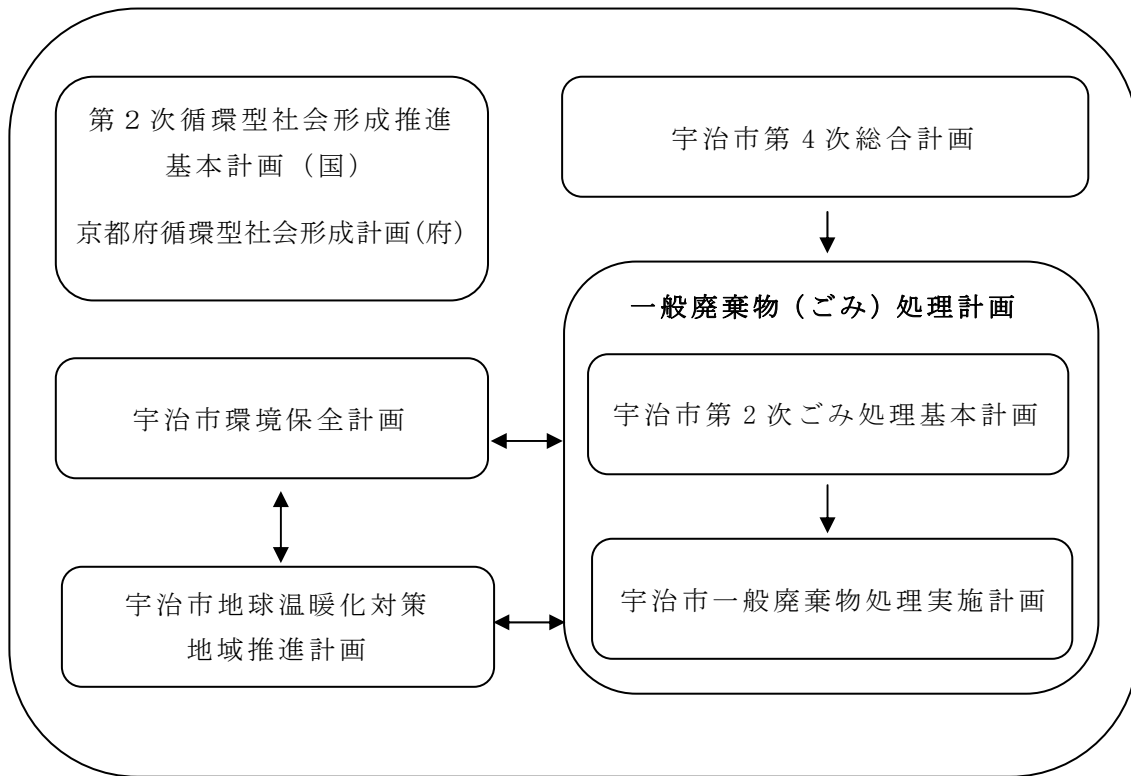 第２次循環型社会形成推進
基本計画（国）
京都府循環型社会形成計画(府)
宇治市第４次総合計画
一般廃棄物（ごみ）処理計画
宇治市環境保全計画
宇治市第２次ごみ処理基本計画
宇治市地球温暖化対策
地域推進計画
宇治市一般廃棄物処理実施計画